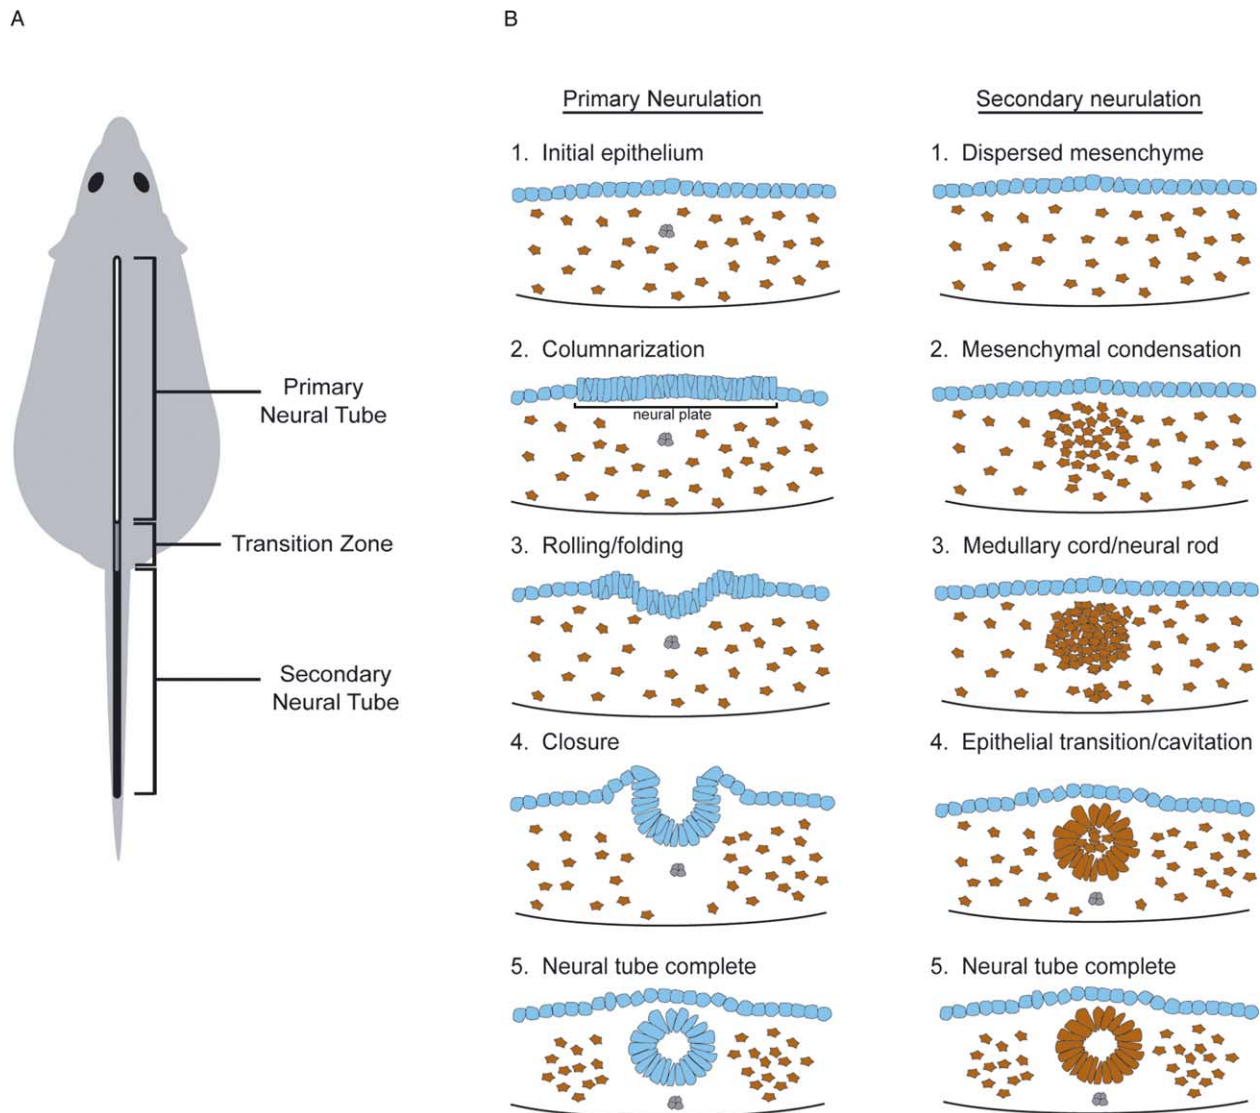 A
Primary
Neural Tube
Transition Zone
Secondary
Neural Tube
B
Primary Neurulation
1. Initial epithelium
2. Columnarization
neural plate
3. Rolling/folding
4. Closure
5. Neural tube complete
Secondary neurulation
1. Dispersed mesenchyme
2. Mesenchymal condensation
3. Medullary cord/neural rod
4. Epithelial transition/cavitation
5. Neural tube complete